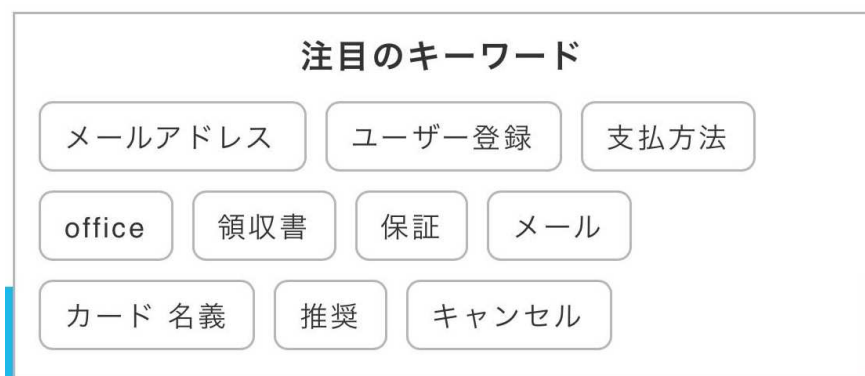 注目のキーワード
メールアドレス ユーザー登録 支払方法
office 領収書 保証 メール
カード 名義 推奨 キャンセル